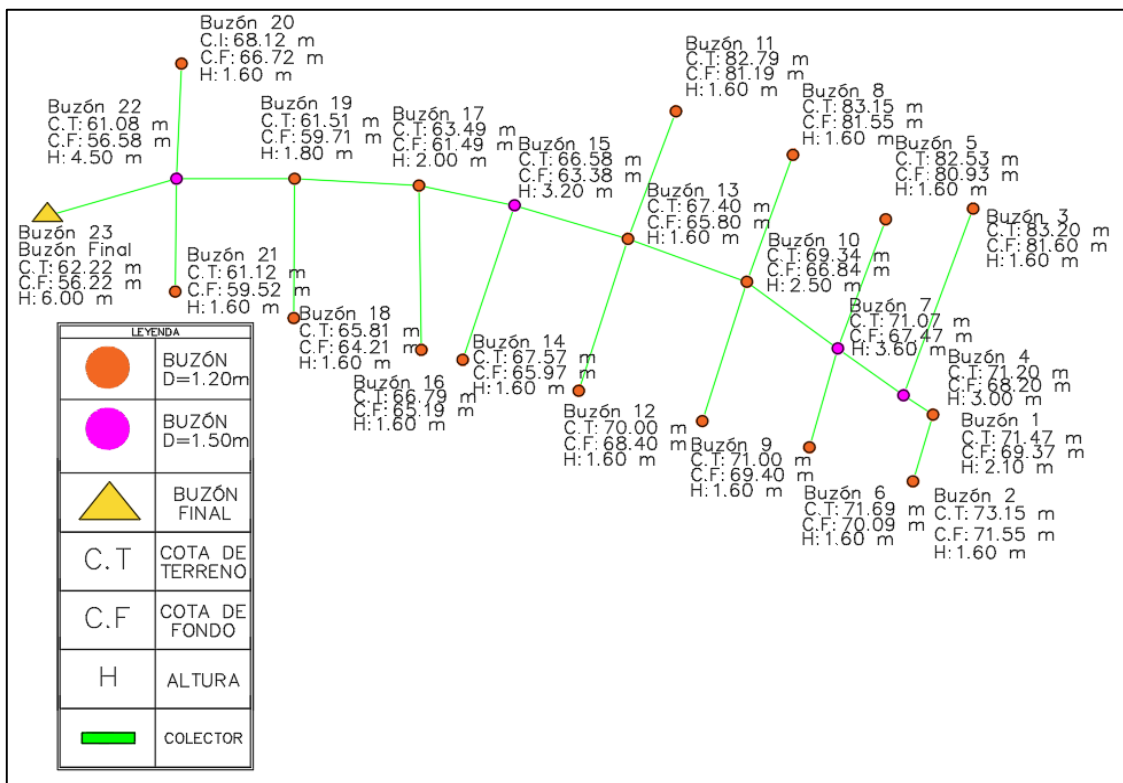 Buzón 20
C.I: 68.12 m
C.F: 66.72 m
H: 1.60 m
Buzón 11
C.T: 82.79 m
C.F: 81.19 m
H: 1.60 m
Buzón 8
C.T: 83.15 m
C.F: 81.55 m
H: 1.60 m
Buzón 22
C.T: 61.08 m
C.F: 56.58 m
H: 4.50 m
Buzón 19
C.T: 61.51 m
C.F: 59.71 m
H: 1.80 m
Buzón 17
C.T: 63.49 m
C.F: 61.49 m
H: 2.00 m
Buzón 15
C.T: 66.58 m
C.F: 63.38 m
H: 3.20 m
Buzón 5
C.T: 82.53 m
C.F: 80.93 m
H: 1.60 m
Buzón 13
C.T: 67.40 m
C.F: 65.80 m
H: 1.60 m
Buzón 3
C.T: 83.20 m
C.F: 81.60 m
H: 1.60 m
Buzón 23
Buzón Final
C.T: 62.22 m
C.F: 56.22 m
H: 6.00 m
Buzón 21
C.T: 61.12 m
C.F: 59.52 m
H: 1.60 m
Buzón 10
C.T: 69.34 m
C.F: 66.84 m
H: 2.50 m
Buzón 7
C.T: 71.07 m
C.F: 67.47 m
H: 3.60 m
Buzón 18
C.T: 65.81 m
C.F: 64.21 m
H: 1.60 m
Buzón 14
C.T: 67.57 m
C.F: 65.97 m
H: 1.60 m
Buzón 4
C.T: 71.20 m
C.F: 68.20 m
H: 3.00 m
Buzón 16
C.T: 66.79 m
C.F: 65.19 m
H: 1.60 m
Buzón 12
C.T: 70.00 m
C.F: 68.40 m
H: 1.60 m
Buzón 1
C.T: 71.47 m
C.F: 69.37 m
H: 2.10 m
Buzón 9
C.T: 71.00 m
C.F: 69.40 m
H: 1.60 m
Buzón 6
C.T: 71.69 m
C.F: 70.09 m
H: 1.60 m
Buzón 2
C.T: 73.15 m
C.F: 71.55 m
H: 1.60 m
LEYENDA
BUZÓN
D=1.20m
BUZÓN
D=1.50m
BUZÓN
FINAL
C.T
COTA DE
TERRENO
C.F
COTA DE
FONDO
H
ALTURA
COLECTOR